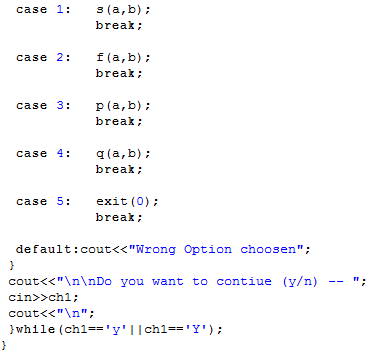 case 1:   s(a,b);
break;
case 2:   f(a,b);
break;
case 3:   p(a,b);
break;
case 4:   q(a,b);
break;
case 5:   exit(0);
break;
default:cout<<"Wrong Option choosen";
}
cout<<"\n\nDo you want to contiue (y/n) -- ";
cin>>ch1;
cout<<"\n";
}while(ch1=='y'||ch1=='Y');
}